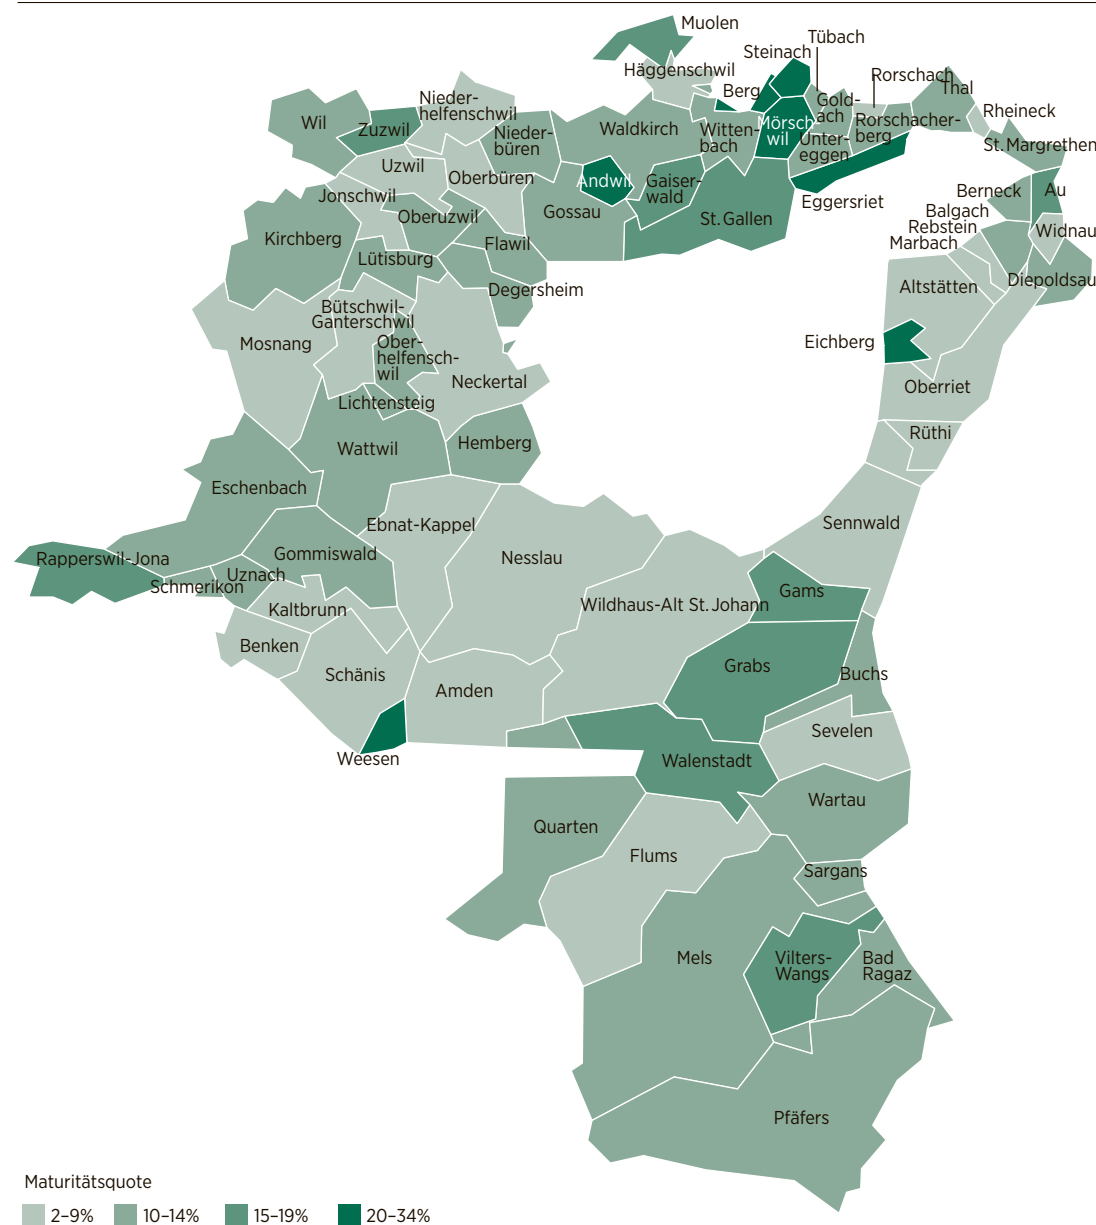 Muolen
Tübach
Steinach
Häggenschwil
Rorschach
Thal
Berg
Gold-
ach
Rheineck
Nieder-
helfenschwil
Wil
Zuzwil
Nieder-
büren
Waldkirch
Witten-
bach
Mörsch-
wil
Rorschacher-
berg
Unter-
eggen
St. Margrethen
Uzwil
Oberbüren
Andwil
Gaiser-
wald
Eggersriet
Berneck
Au
Jonschwil
Oberuzwil
Gossau
St. Gallen
Balgach
Rebstein
Marbach
Widnau
Kirchberg
Flawil
Lütisburg
Degersheim
Altstätten
Diepoldsau
Bütschwil-
Ganterschwil
Mosnang
Ober-
helfensch-
wil
Eichberg
Neckertal
Oberriet
Lichtensteig
Wattwil
Hemberg
Rüthi
Eschenbach
Ebnat-Kappel
Sennwald
Rapperswil-Jona
Gommiswald
Nesslau
Schmerikon
Uznach
Kaltbrunn
Wildhaus-Alt St. Johann
Gams
Benken
Schänis
Amden
Grabs
Buchs
Weesen
Sevelen
Walenstadt
Wartau
Quarten
Flums
Sargans
Mels
Vilters-
Wangs
Bad
Ragaz
Pfäfers
Maturitätsquote
2–9% 10–14% 15–19% 20–34%